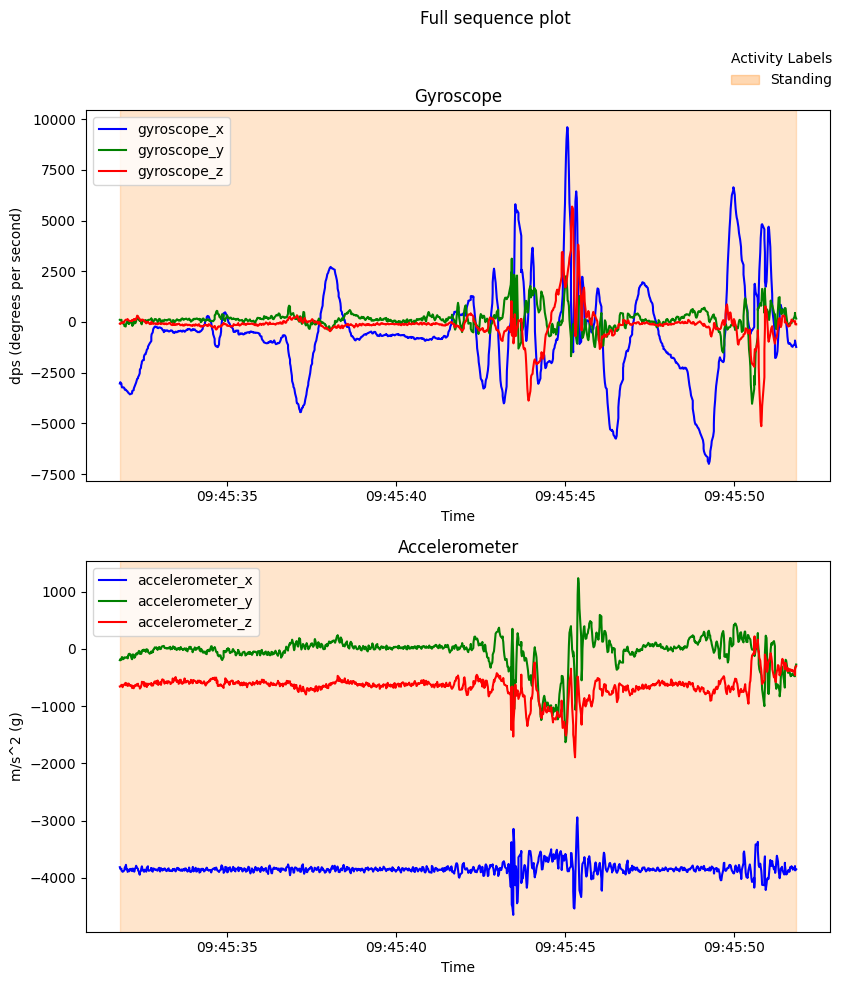 Full sequence plot
Activity Labels
Standing
Gyroscope
gyroscope_x
gyroscope_y
gyroscope_z
10000
7500
5000
2500
0
−2500
−5000
−7500
dps (degrees per second)
09:45:35 09:45:40 09:45:45 09:45:50
Time
Accelerometer
accelerometer_x
accelerometer_y
accelerometer_z
1000
0
−1000
−2000
−3000
−4000
m/s^2 (g)
09:45:35 09:45:40 09:45:45 09:45:50
Time